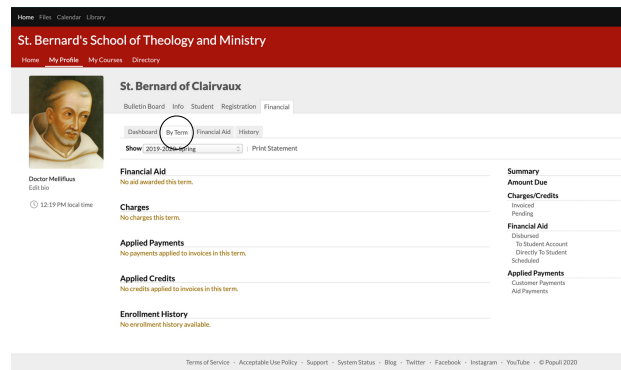 Home Files Calendar Library
St. Bernard's School of Theology and Ministry
Home My Profile My Courses Directory
St. Bernard of Clairvaux
Bulletin Board Info Student Registration Financial
Dashboard By Term Financial Aid History
Show 2019-2020: Spring | Print Statement
Doctor Mellifluus
Edit bio
12:19 PM local time
Financial Aid
No aid awarded this term.
Charges
No charges this term.
Applied Payments
No payments applied to invoices in this term.
Applied Credits
No credits applied to invoices in this term.
Enrollment History
No enrollment history available.
Summary
Amount Due
Charges/Credits
Invoiced
Pending
Financial Aid
Disbursed
To Student Account
Directly To Student
Scheduled
Applied Payments
Customer Payments
Aid Payments
Terms of Service · Acceptable Use Policy · Support · System Status · Blog · Twitter · Facebook · Instagram · YouTube · © Populi 2020